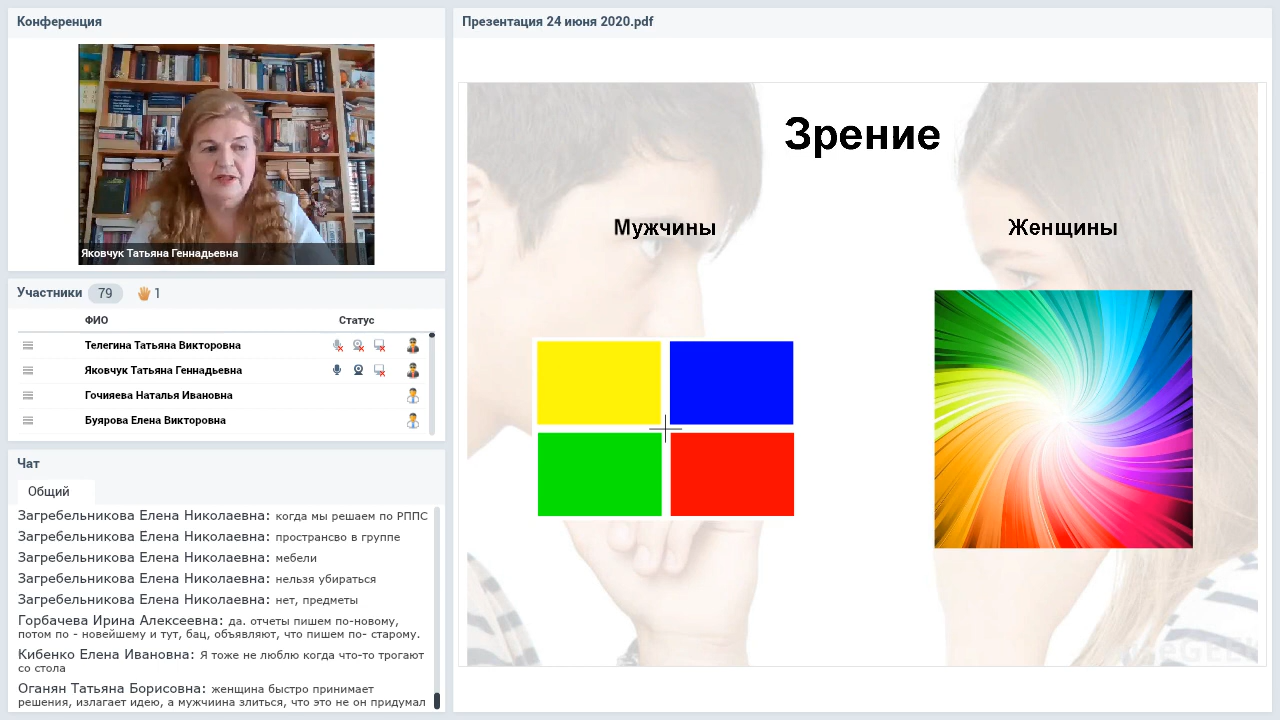 Конференция
Яковчук Татьяна Геннадьевна
Участники 79 1
ФИО Статус
Телегина Татьяна Викторовна
Яковчук Татьяна Геннадьевна
Гочияева Наталья Ивановна
Буярова Елена Викторовна
Чат
Общий
Загребельникова Елена Николаевна: когда мы решаем по РППС
Загребельникова Елена Николаевна: пространсво в группе
Загребельникова Елена Николаевна: мебели
Загребельникова Елена Николаевна: нельзя убираться
Загребельникова Елена Николаевна: нет, предметы
Горбачева Ирина Алексеевна: да. отчеты пишем по-новому,
потом по - новейшему и тут, бац, объявляют, что пишем по- старому.
Кибенко Елена Ивановна: Я тоже не люблю когда что-то трогают
со стола
Оганян Татьяна Борисовна: женщина быстро принимает
решения, излагает идею, а мужчиина злиться, что это не он придумал
Презентация 24 июня 2020.pdf
Зрение
Мужчины
Женщины